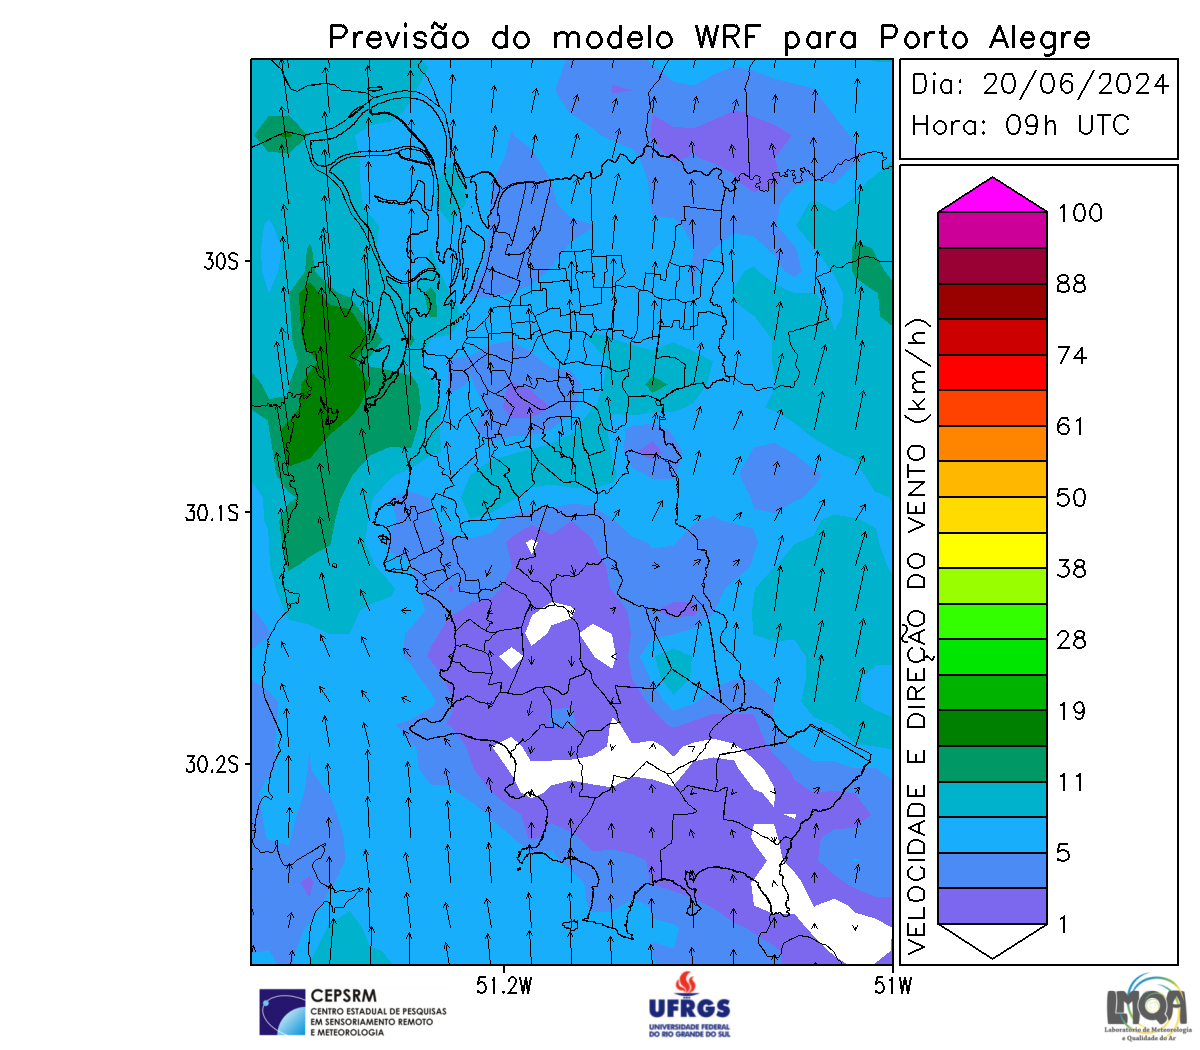 Previsão do modelo WRF para Porto Alegre
Dia: 20/06/2024
Hora: 09h UTC
30S
30.1S
30.2S
51.2W
51W
VELOCIDADE E DIREÇÃO DO VENTO (km/h)
100
88
74
61
50
38
28
19
11
5
1
CEPSRM
CENTRO ESTADUAL DE PESQUISAS
EM SENSORIAMENTO REMOTO
E METEOROLOGIA
UFRGS
UNIVERSIDADE FEDERAL
DO RIO GRANDE DO SUL
LMQA
Laboratório de Meteorologia
e Qualidade do Ar